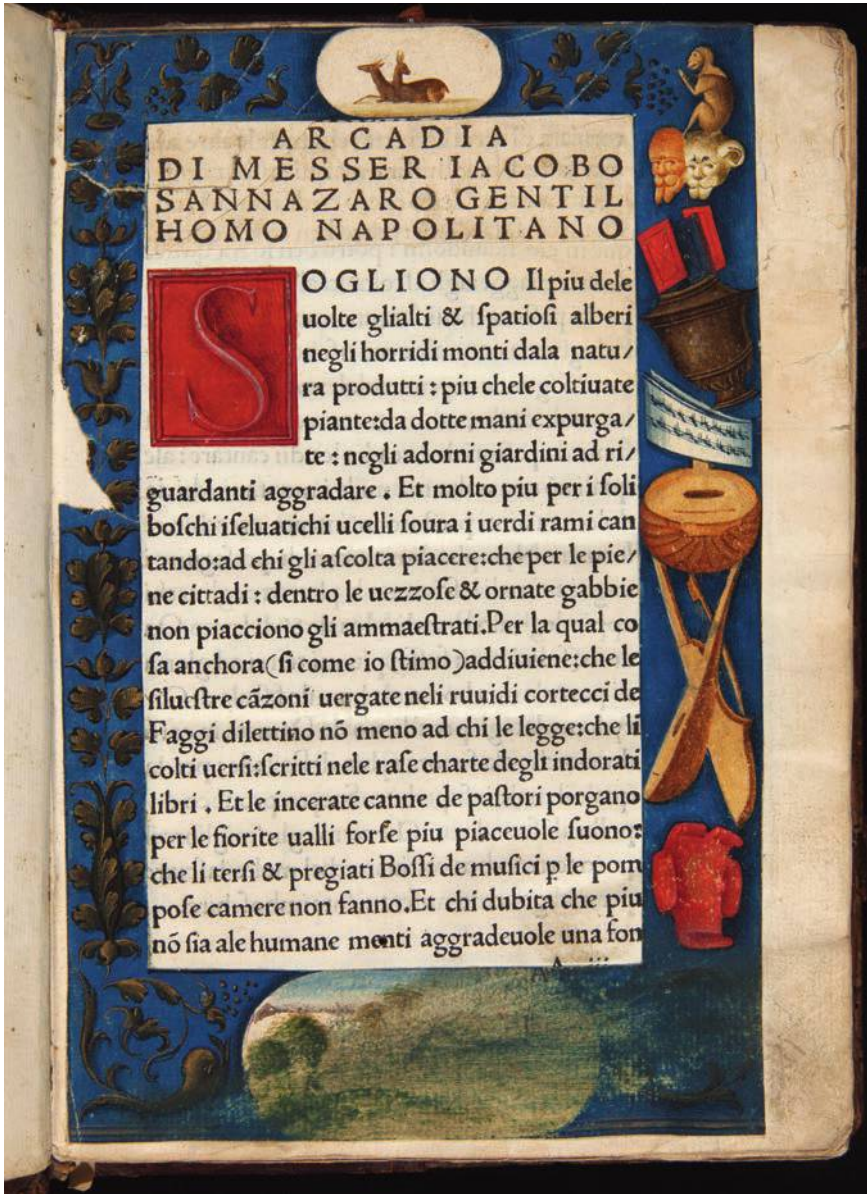 ARCADIA
DI MESSER IACOBO
SANNAZARO GENTIL
HOMO NAPOLITANO
SOGLIONO Il piu dele
uolte glialti & ſpatioſi alberi
negli horridi monti dala natu/
ra produtti : piu chele coltiuate
piante:da dotte mani expurga/
te : negli adorni giardini ad ri/
guardanti aggradare . Et molto piu per i ſoli
boſchi iſeluatichi ucelli ſoura i uerdi rami can
tando:ad chi gli aſcolta piacere:che per le pie/
ne cittadi : dentro le uezzoſe & ornate gabbie
non piacciono gli ammaeſtrati.Per la qual co
ſa anchora(ſi come io ſtimo)addiuiene:che le
ſilueſtre cãzoni uergate neli ruuidi cortecci de
Faggi dilettino nõ meno ad chi le legge:che li
colti uerſi:ſcritti nele raſe charte degli indorati
libri . Et le incerate canne de paſtori porgano
per le fiorite ualli forſe piu piaceuole ſuono:
che li terſi & pregiati Boſſi de muſici ꝑ le pom
poſe camere non fanno.Et chi dubita che piu
nõ ſia ale humane menti aggradeuole una fon